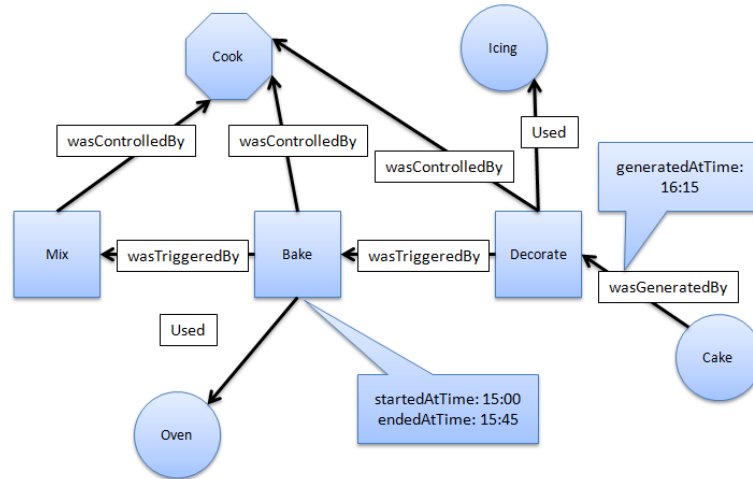 Cook
Icing
wasControlledBy
wasControlledBy
Used
wasControlledBy
generatedAtTime:
16:15
Mix
wasTriggeredBy
Bake
wasTriggeredBy
Decorate
wasGeneratedBy
Used
Cake
startedAtTime: 15:00
endedAtTime: 15:45
Oven